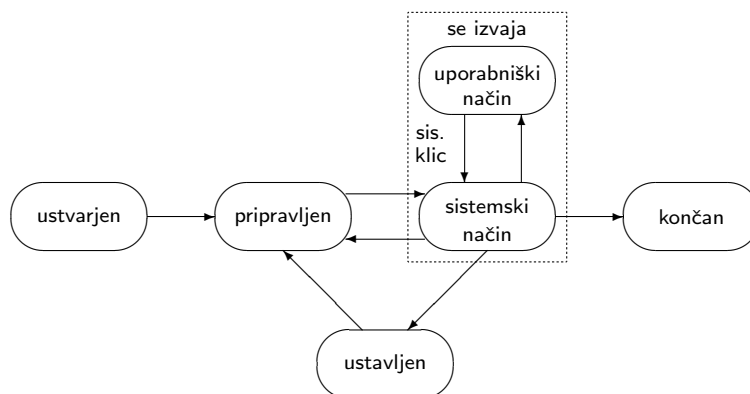 se izvaja
uporabniški
način
sis.
klic
ustvarjen
pripravljen
sistemski
način
končan
ustavljen